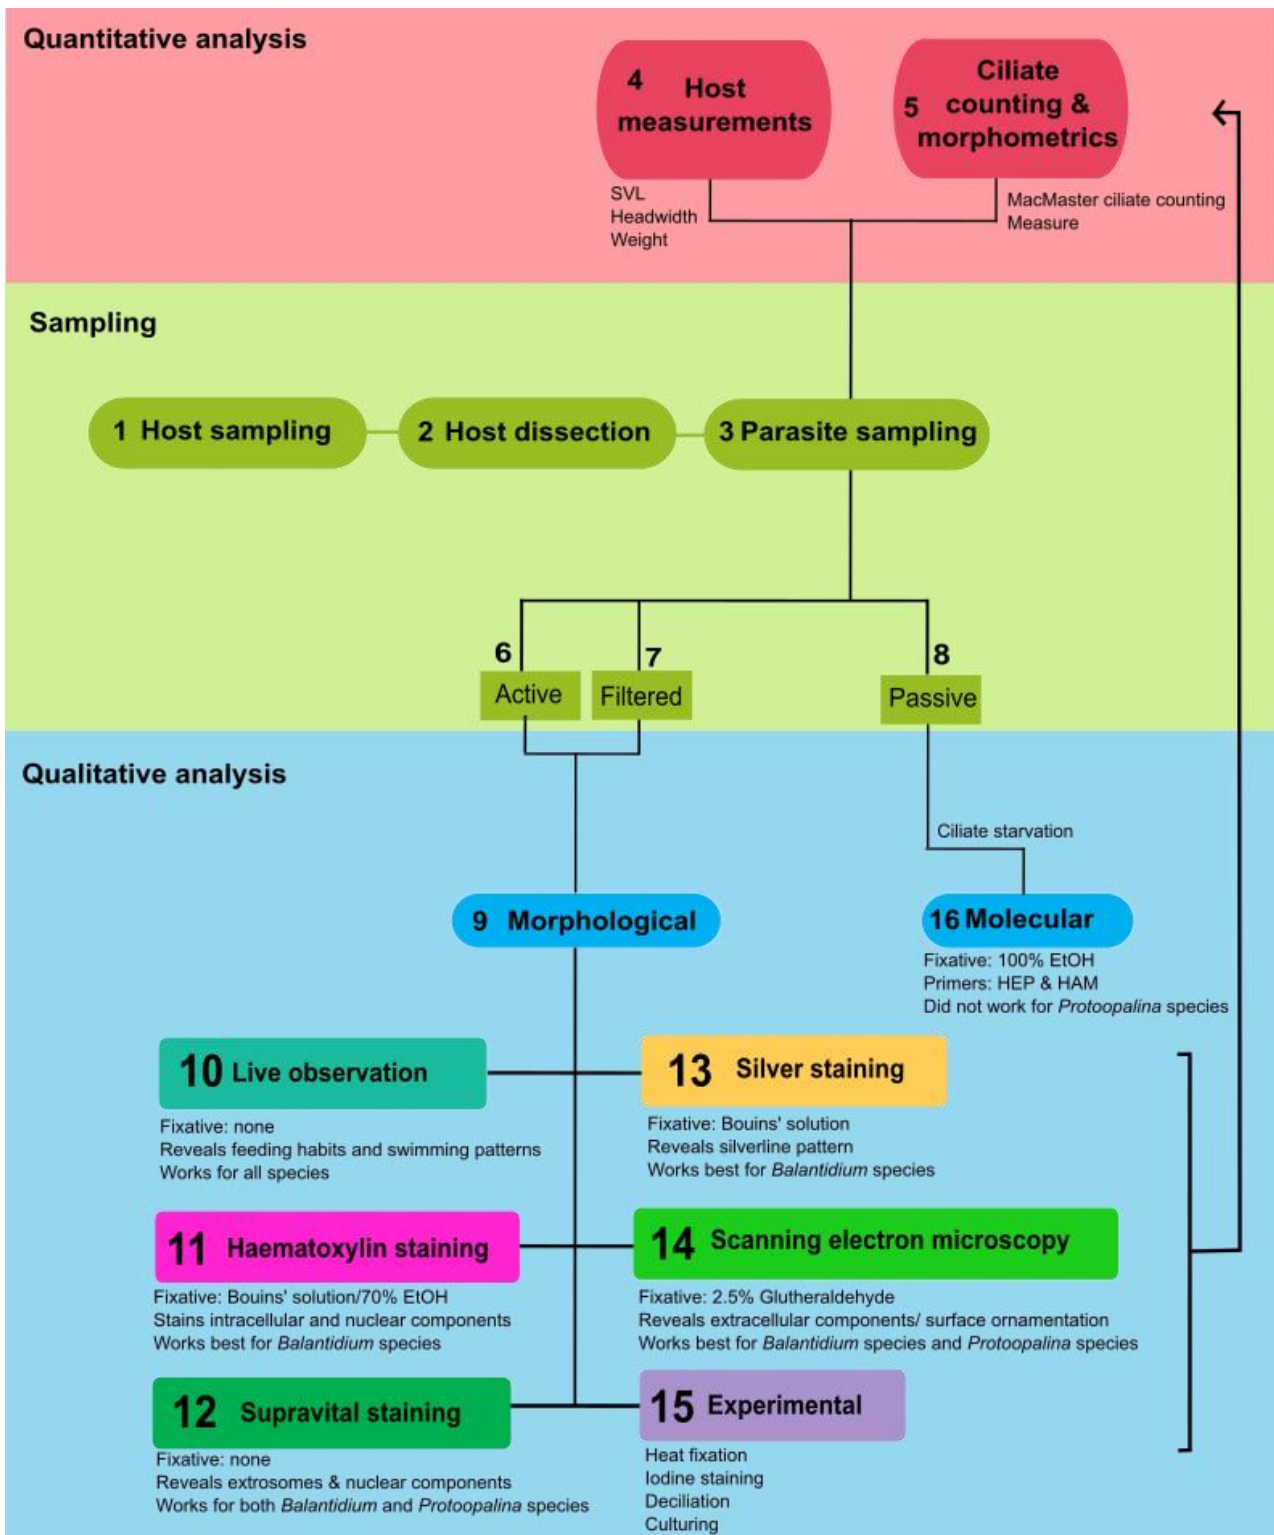 Quantitative analysis
4 Host
measurements
Ciliate
5 counting &
morphometrics
SVL
Headwidth
Weight
MacMaster ciliate counting
Measure
Sampling
1 Host sampling
2 Host dissection
3 Parasite sampling
6
Active
7
Filtered
8
Passive
Qualitative analysis
Ciliate starvation
9 Morphological
16 Molecular
Fixative: 100% EtOH
Primers: HEP & HAM
Did not work for Protoopalina species
10 Live observation
Fixative: none
Reveals feeding habits and swimming patterns
Works for all species
13 Silver staining
Fixative: Bouins' solution
Reveals silverline pattern
Works best for Balantidium species
11 Haematoxylin staining
Fixative: Bouins' solution/70% EtOH
Stains intracellular and nuclear components
Works best for Balantidium species
14 Scanning electron microscopy
Fixative: 2.5% Glutheraldehyde
Reveals extracellular components/ surface ornamentation
Works best for Balantidium species and Protoopalina species
12 Supravital staining
Fixative: none
Reveals extrosomes & nuclear components
Works for both Balantidium and Protoopalina species
15 Experimental
Heat fixation
Iodine staining
Deciliation
Culturing